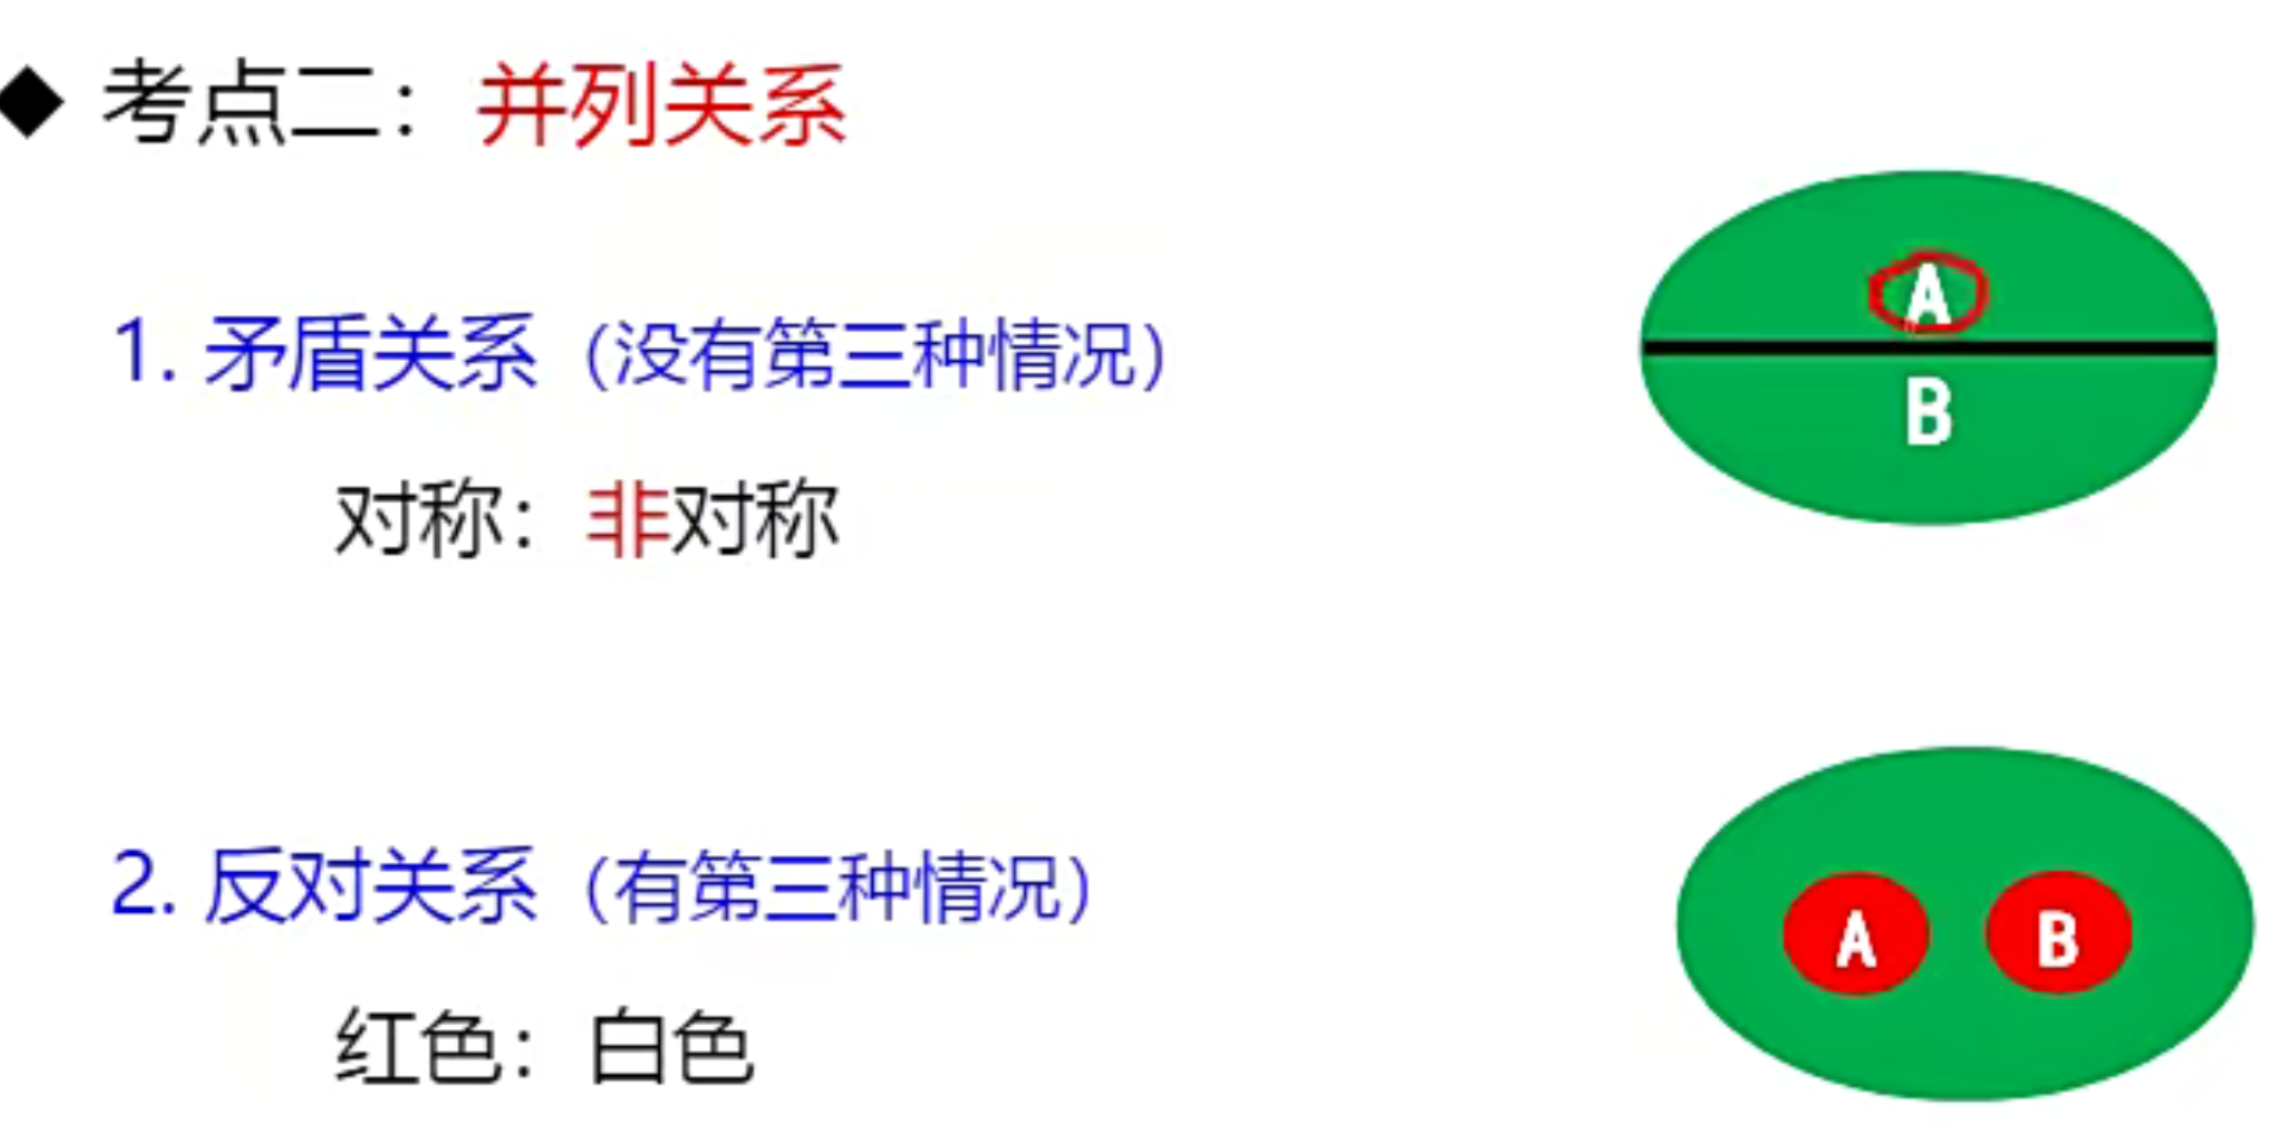 ◆ 考点二：并列关系
1. 矛盾关系（没有第三种情况）
对称：非对称
A
B
2. 反对关系（有第三种情况）
红色：白色
A B